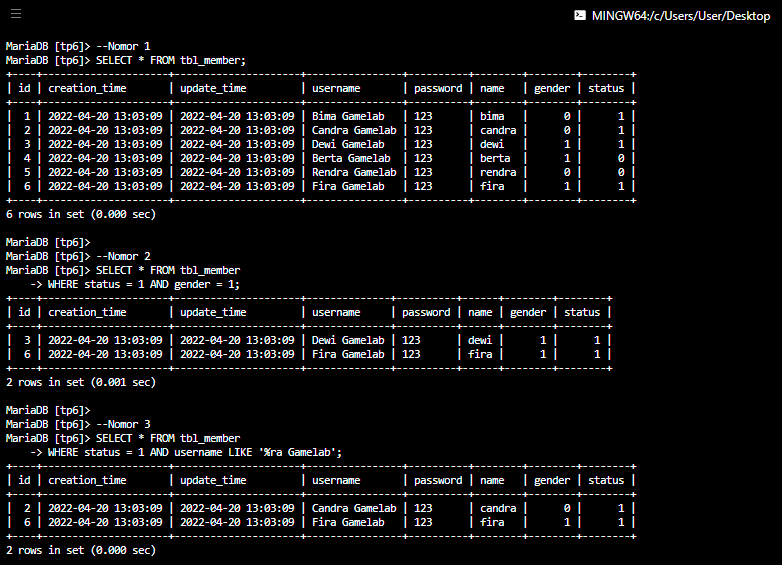 MINGW64:/c/Users/User/Desktop
MariaDB [tp6]> --Nomor 1
MariaDB [tp6]> SELECT * FROM tbl_member;
+----+---------------------+---------------------+----------------+----------+--------+--------+--------+
| id | creation_time | update_time | username | password | name | gender | status |
+----+---------------------+---------------------+----------------+----------+--------+--------+--------+
| 1 | 2022-04-20 13:03:09 | 2022-04-20 13:03:09 | Bima Gamelab | 123 | bima | 0 | 1 |
| 2 | 2022-04-20 13:03:09 | 2022-04-20 13:03:09 | Candra Gamelab | 123 | candra | 0 | 1 |
| 3 | 2022-04-20 13:03:09 | 2022-04-20 13:03:09 | Dewi Gamelab | 123 | dewi | 1 | 1 |
| 4 | 2022-04-20 13:03:09 | 2022-04-20 13:03:09 | Berta Gamelab | 123 | berta | 1 | 0 |
| 5 | 2022-04-20 13:03:09 | 2022-04-20 13:03:09 | Rendra Gamelab | 123 | rendra | 0 | 0 |
| 6 | 2022-04-20 13:03:09 | 2022-04-20 13:03:09 | Fira Gamelab | 123 | fira | 1 | 1 |
+----+---------------------+---------------------+----------------+----------+--------+--------+--------+
6 rows in set (0.000 sec)
MariaDB [tp6]>
MariaDB [tp6]> --Nomor 2
MariaDB [tp6]> SELECT * FROM tbl_member
-> WHERE status = 1 AND gender = 1;
+----+---------------------+---------------------+--------------+----------+------+--------+--------+
| id | creation_time | update_time | username | password | name | gender | status |
+----+---------------------+---------------------+--------------+----------+------+--------+--------+
| 3 | 2022-04-20 13:03:09 | 2022-04-20 13:03:09 | Dewi Gamelab | 123 | dewi | 1 | 1 |
| 6 | 2022-04-20 13:03:09 | 2022-04-20 13:03:09 | Fira Gamelab | 123 | fira | 1 | 1 |
+----+---------------------+---------------------+--------------+----------+------+--------+--------+
2 rows in set (0.001 sec)
MariaDB [tp6]>
MariaDB [tp6]> --Nomor 3
MariaDB [tp6]> SELECT * FROM tbl_member
-> WHERE status = 1 AND username LIKE '%ra Gamelab';
+----+---------------------+---------------------+----------------+----------+--------+--------+--------+
| id | creation_time | update_time | username | password | name | gender | status |
+----+---------------------+---------------------+----------------+----------+--------+--------+--------+
| 2 | 2022-04-20 13:03:09 | 2022-04-20 13:03:09 | Candra Gamelab | 123 | candra | 0 | 1 |
| 6 | 2022-04-20 13:03:09 | 2022-04-20 13:03:09 | Fira Gamelab | 123 | fira | 1 | 1 |
+----+---------------------+---------------------+----------------+----------+--------+--------+--------+
2 rows in set (0.000 sec)